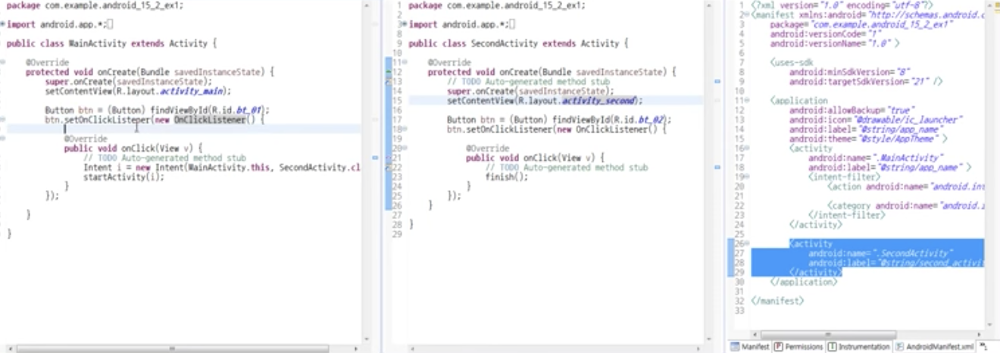 package com.example.android_15_2_ex1;
import android.app.*;
public class MainActivity extends Activity {
@Override
protected void onCreate(Bundle savedInstanceState) {
super.onCreate(savedInstanceState);
setContentView(R.layout.activity_main);
Button btn = (Button) findViewById(R.id.bt_01);
btn.setOnClickListener(new OnClickListener() {
@Override
public void onClick(View v) {
// TODO Auto-generated method stub
Intent i = new Intent(MainActivity.this, SecondActivity.cl
startActivity(i);
}
});
}
}
1 package com.example.android_15_2_ex1;
2
3 import android.app.*;
8
9 public class SecondActivity extends Activity {
10
11 @Override
12 protected void onCreate(Bundle savedInstanceState) {
13 // TODO Auto-generated method stub
14 super.onCreate(savedInstanceState);
15 setContentView(R.layout.activity_second);
16
17 Button btn = (Button) findViewById(R.id.bt_02);
18 btn.setOnClickListener(new OnClickListener() {
19
20 @Override
21 public void onClick(View v) {
22 // TODO Auto-generated method stub
23 finish();
24 }
25 });
26 }
27
28 }
29
1 <?xml version="1.0" encoding="utf-8"?>
2 <manifest xmlns:android="http://schemas.android.c
3 package="com.example.android_15_2_ex1"
4 android:versionCode="1"
5 android:versionName="1.0" >
6
7 <uses-sdk
8 android:minSdkVersion="8"
9 android:targetSdkVersion="21" />
10
11 <application
12 android:allowBackup="true"
13 android:icon="@drawable/ic_launcher"
14 android:label="@string/app_name"
15 android:theme="@style/AppTheme" >
16 <activity
17 android:name=".MainActivity"
18 android:label="@string/app_name" >
19 <intent-filter>
20 <action android:name="android.int
21
22 <category android:name="android.i
23 </intent-filter>
24 </activity>
25
26 <activity
27 android:name=".SecondActivity"
28 android:label="@string/second_activit
29 </activity>
30 </application>
31
32 </manifest>
33
Manifest Permissions Instrumentation AndroidManifest.xml